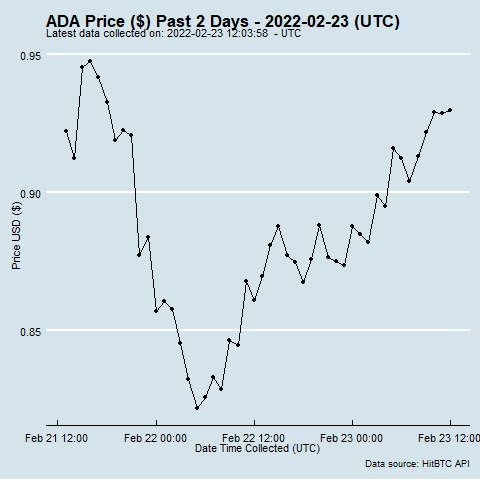 ADA Price ($) Past 2 Days - 2022-02-23 (UTC)
Latest data collected on: 2022-02-23 12:03:58 - UTC
0.95
0.90
0.85
Price USD ($)
Feb 21 12:00 Feb 22 00:00 Feb 22 12:00 Feb 23 00:00 Feb 23 12:00
Date Time Collected (UTC)
Data source: HitBTC API